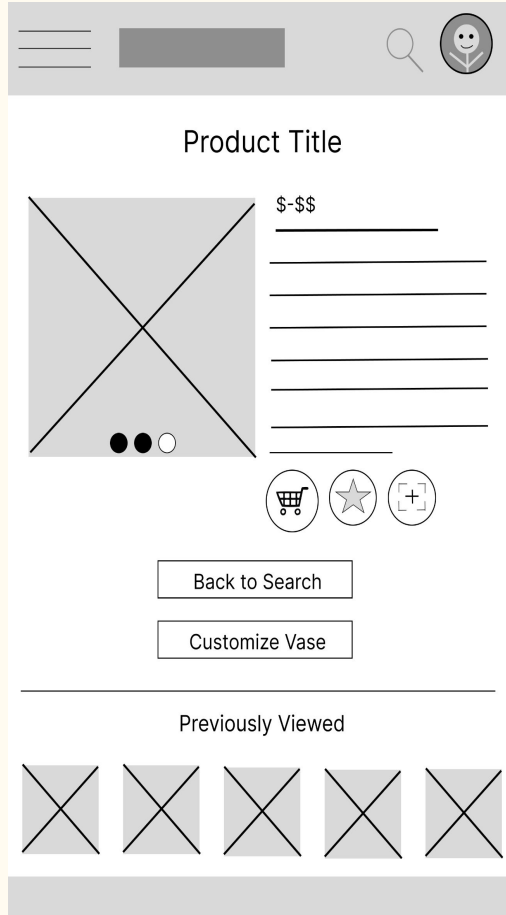 Product Title
$-$$
Back to Search
Customize Vase
Previously Viewed